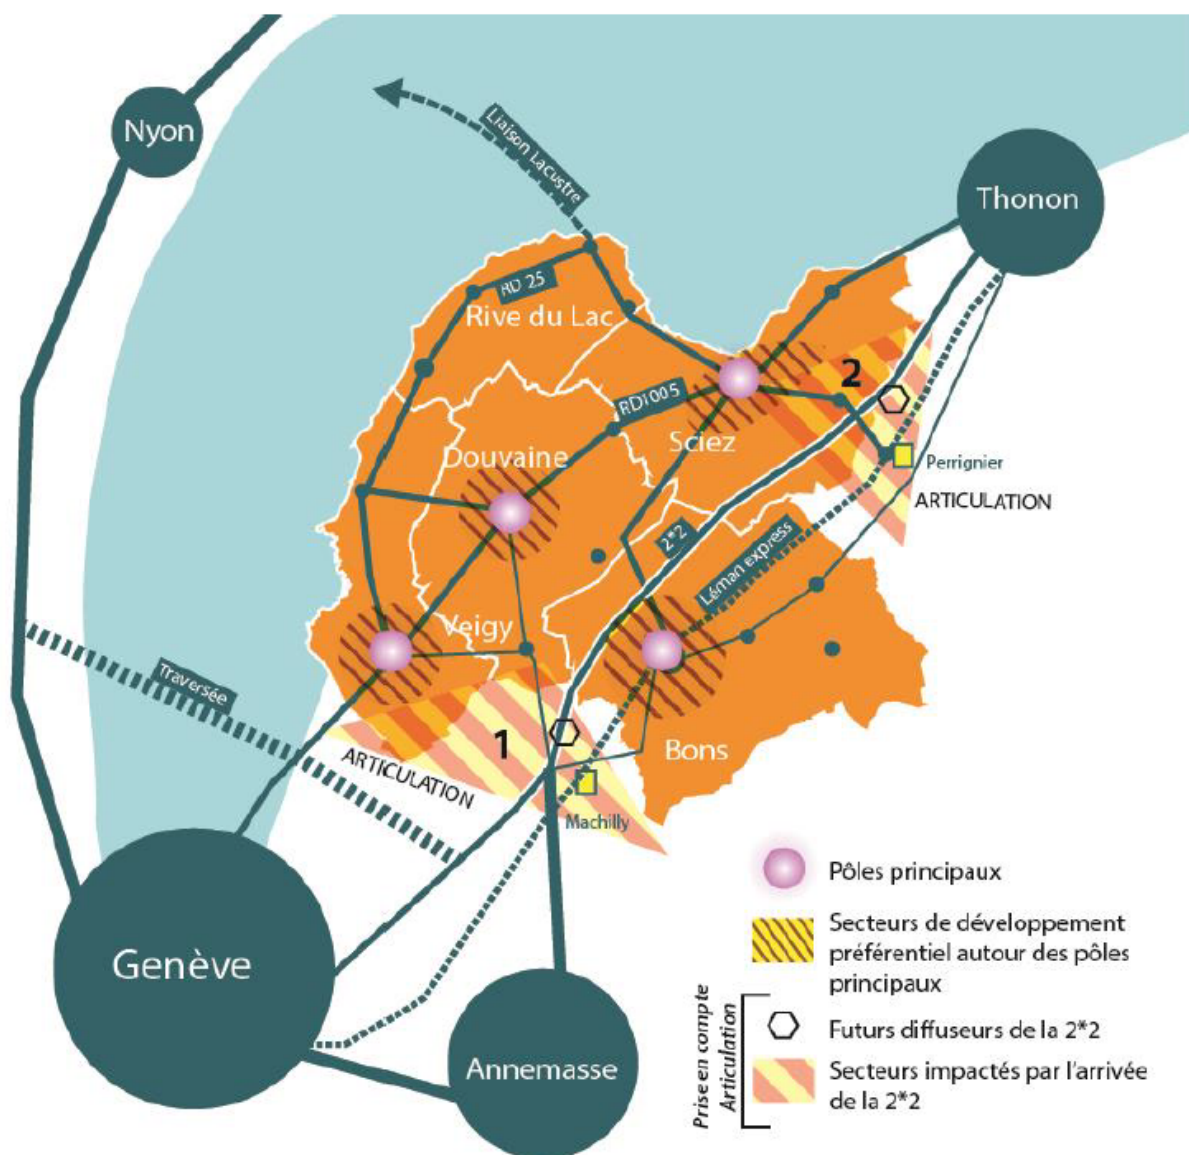 Nyon
Liaison Lacustre
Thonon
RD 25
Rive du Lac
2
RD1005
Sciez
Douvaine
Perrignier
ARTICULATION
2*2
Léman express
Veigy
Traversée
1
Bons
ARTICULATION
Machilly
Genève
Annemasse
Pôles principaux
Secteurs de développement
préférentiel autour des pôles
principaux
Prise en compte
Articulation
Futurs diffuseurs de la 2*2
Secteurs impactés par l'arrivée
de la 2*2